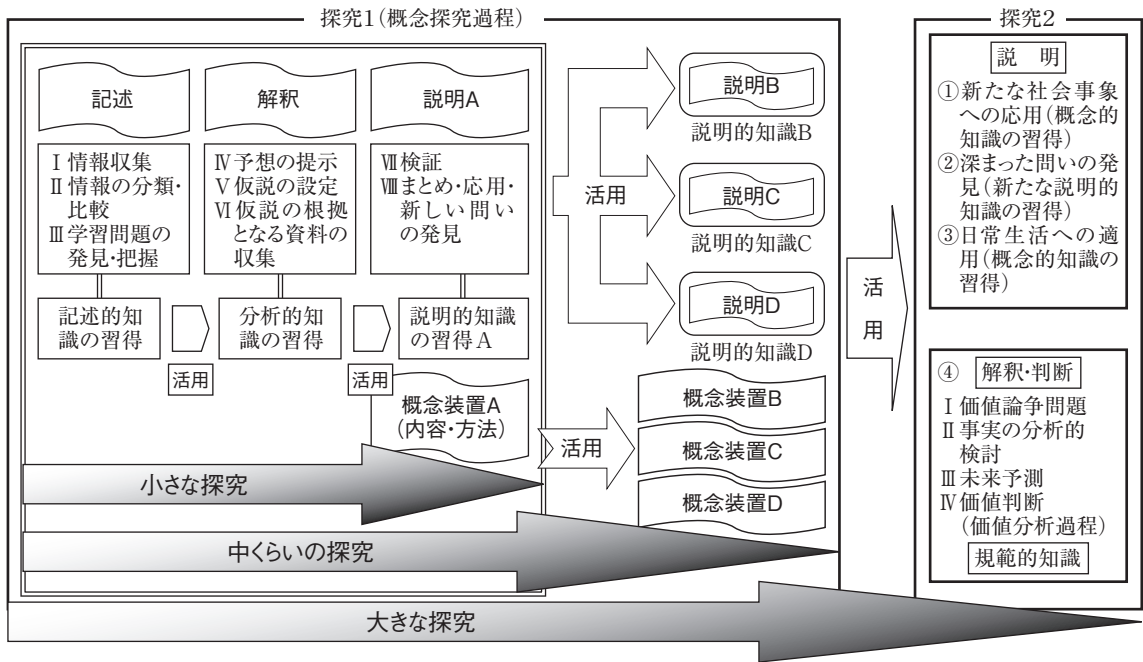 探究1(概念探究過程)
記述
解釈
説明A
Ⅰ情報収集
Ⅱ情報の分類・
比較
Ⅲ学習問題の
発見・把握
Ⅳ予想の提示
Ⅴ仮説の設定
Ⅵ仮説の根拠
となる資料の
収集
Ⅶ検証
Ⅷまとめ・応用・
新しい問い
の発見
記述的知
識の習得
活用
分析的知
識の習得
活用
説明的知識
の習得A
概念装置A
(内容・方法)
活用
説明B
説明的知識B
説明C
説明的知識C
説明D
説明的知識D
活用
概念装置B
概念装置C
概念装置D
小さな探究
中くらいの探究
大きな探究
活
用
探究2
説 明
①新たな社会事象
への応用(概念的
知識の習得)
②深まった問いの発
見(新たな説明的
知識の習得)
③日常生活への適
用(概念的知識の
習得)
④ 解釈・判断
Ⅰ価値論争問題
Ⅱ事実の分析的
検討
Ⅲ未来予測
Ⅳ価値判断
(価値分析過程)
規範的知識